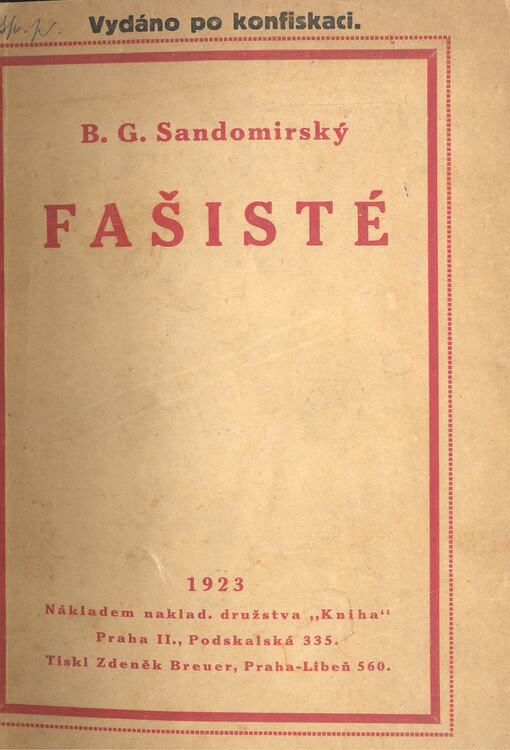 Vydáno po konfiskaci.
B. G. Sandomirský
FAŠISTÉ
1923
Nákladem naklad. družstva „Kniha“
Praha II., Podskalská 335.
Tiskl Zdeněk Breuer, Praha-Libeň 560.